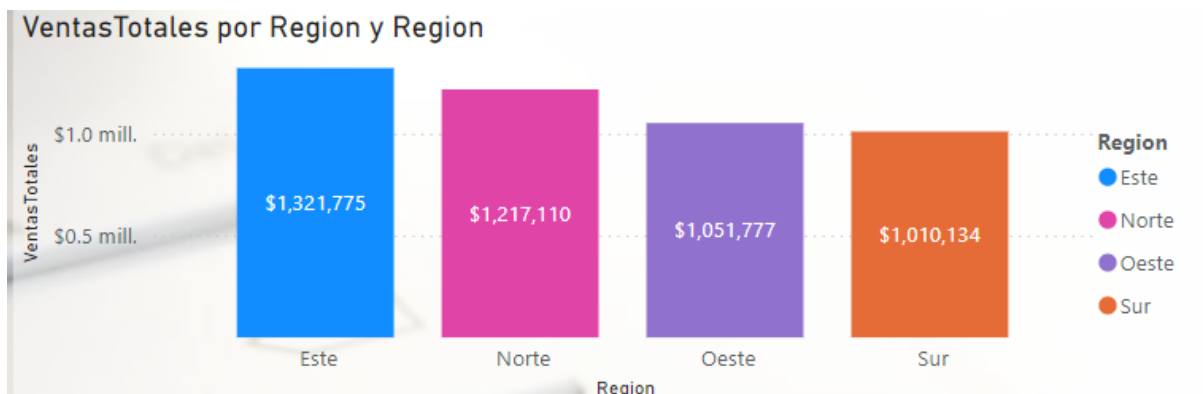 VentasTotales por Region y Region
VentasTotales
$1.0 mill.
$0.5 mill.
$1,321,775
$1,217,110
$1,051,777
$1,010,134
Este
Norte
Oeste
Sur
Region
Region
Este
Norte
Oeste
Sur